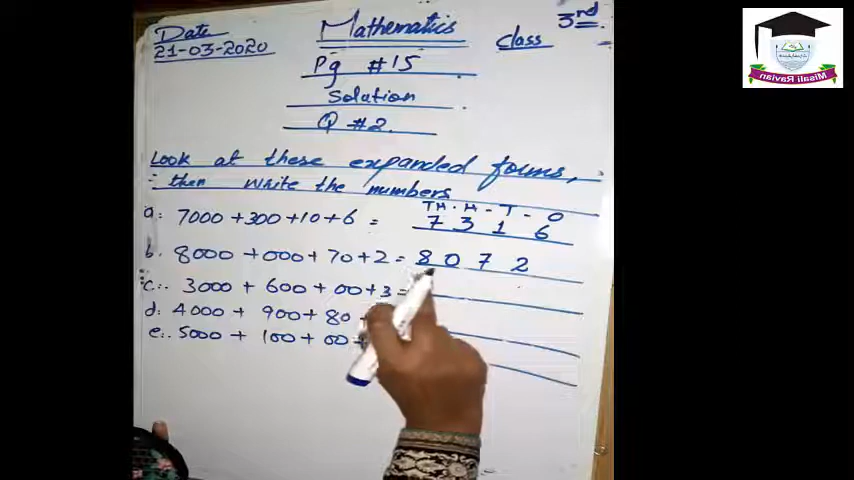 Date
21-03-2020
Mathematics
Class 3rd
Pg #15
Solution
Q #2.
Look at these expanded forms,
then write the numbers
TH - H - T - O
a: 7000 +300 +10 +6 = 7 3 1 6
b. 8000 +000 + 70 +2 = 8 0 7 2
c:. 3000 + 600 + 00 +3 =
d: 4000 + 900 + 80
e:. 5000 + 100 + 00 +
Misali Ravian